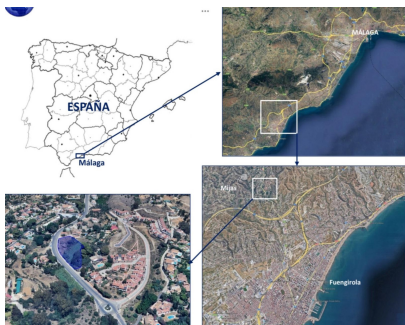 ...
MÁLAGA
ESPAÑA
Málaga
Mijas
Fuengirola